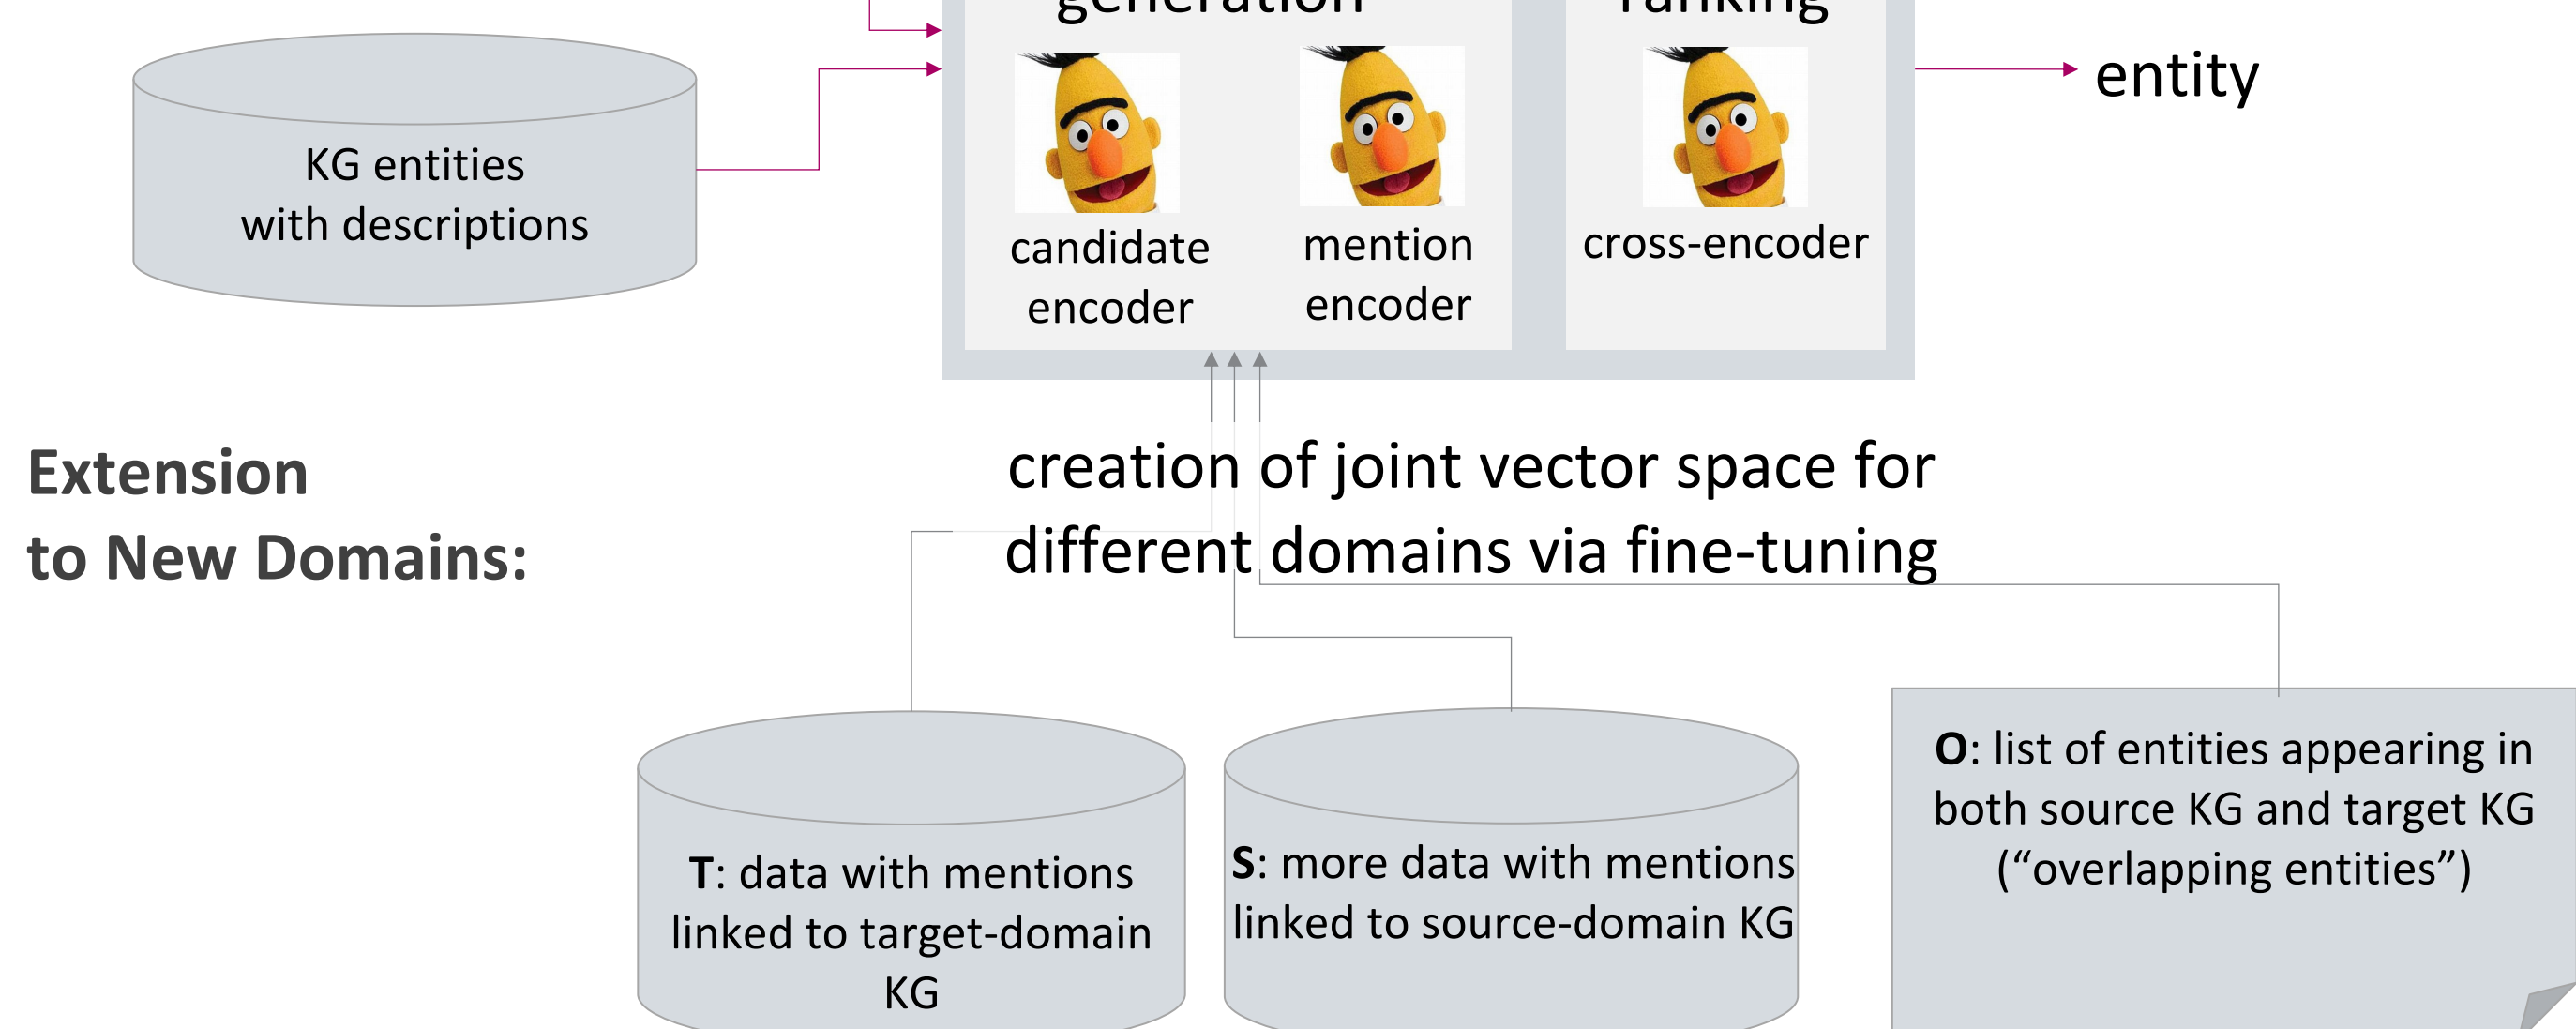 generation
ranking
entity
KG entities
with descriptions
candidate
encoder
mention
encoder
cross-encoder
Extension
to New Domains:
creation of joint vector space for
different domains via fine-tuning
T: data with mentions
linked to target-domain
KG
S: more data with mentions
linked to source-domain KG
O: list of entities appearing in
both source KG and target KG
(“overlapping entities”)